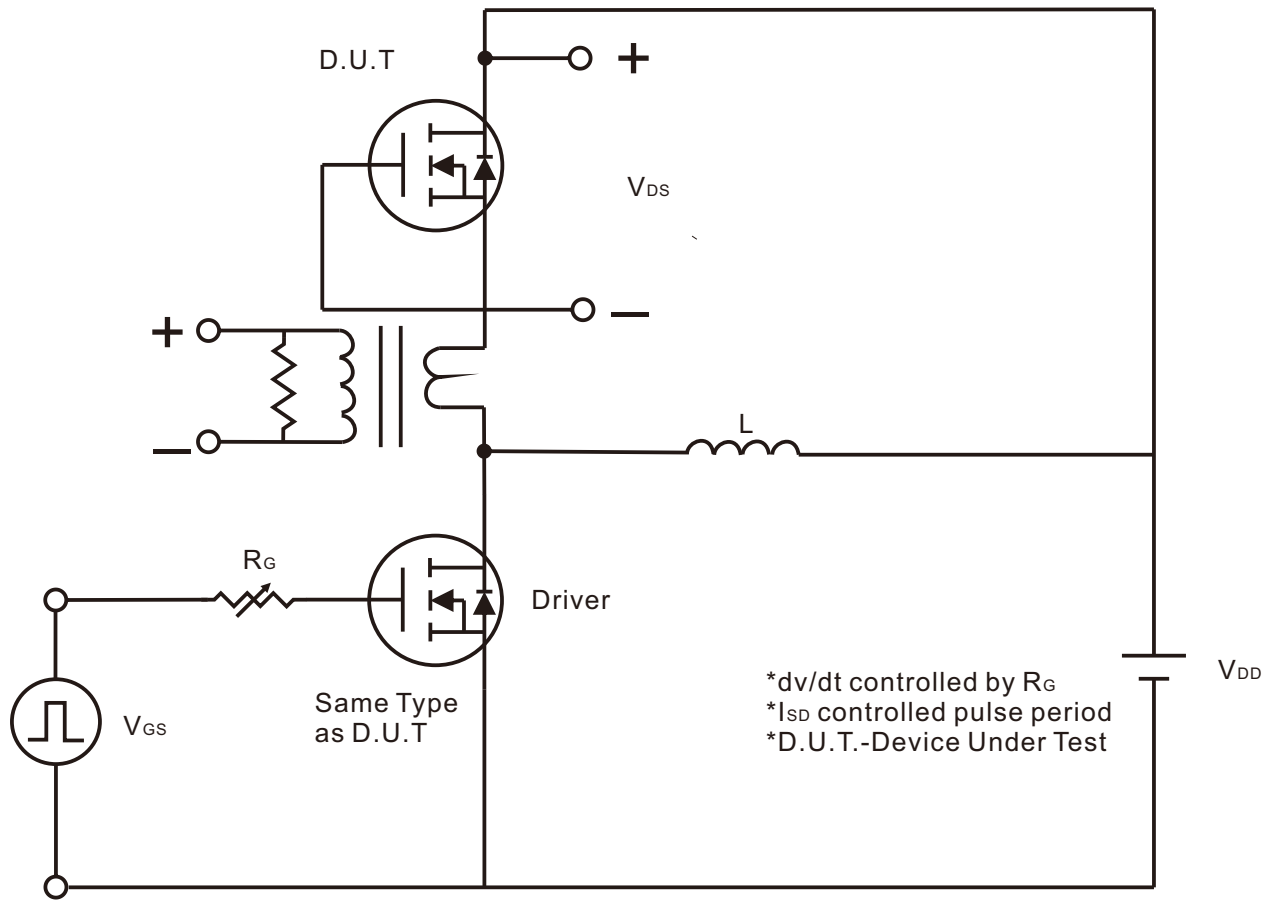 D.U.T
+
VDS
—
+
—
L
RG
Driver
VGS
Same Type
as D.U.T
*dv/dt controlled by RG
*ISD controlled pulse period
*D.U.T.-Device Under Test
VDD